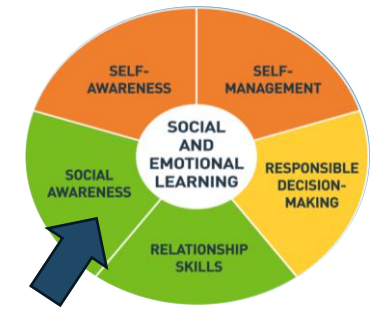 SELF-
AWARENESS
SELF-
MANAGEMENT
SOCIAL
AND
EMOTIONAL
LEARNING
SOCIAL
AWARENESS
RESPONSIBLE
DECISION-
MAKING
RELATIONSHIP
SKILLS